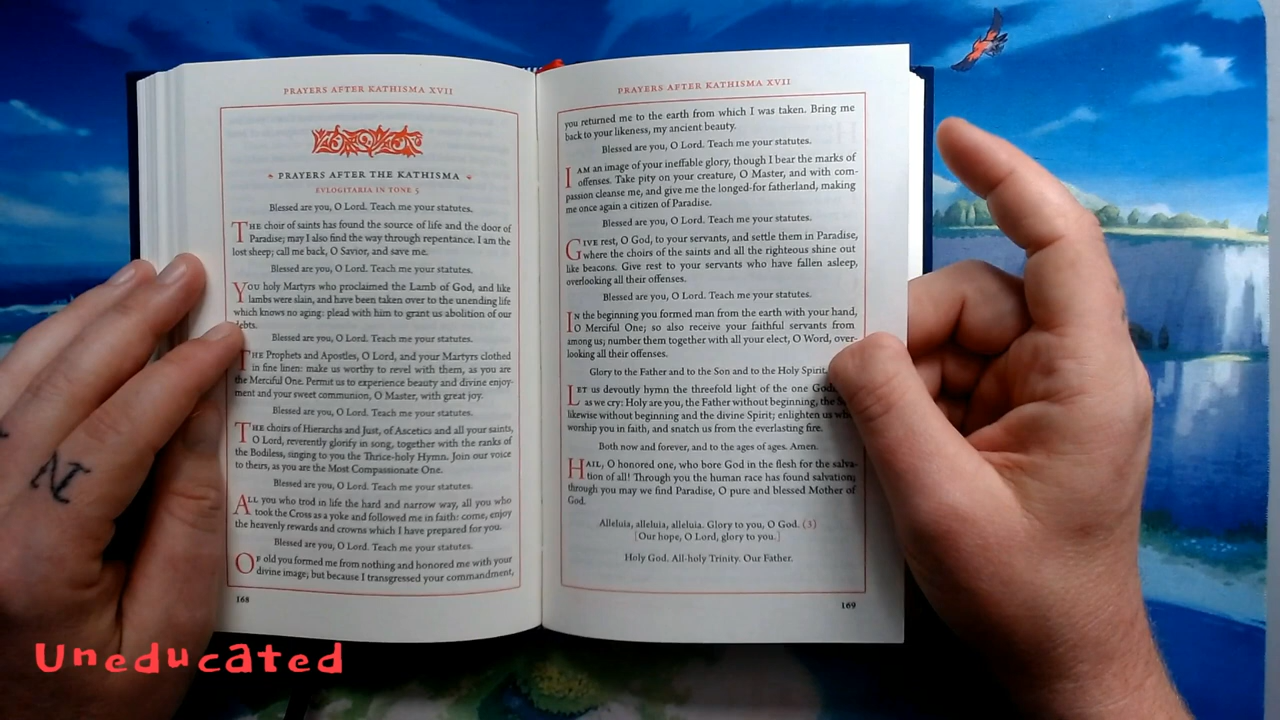 PRAYERS AFTER KATHISMA XVII
PRAYERS AFTER THE KATHISMA
EVLOGITARIA IN TONE 5
Blessed are you, O Lord. Teach me your statutes.
THE choir of saints has found the source of life and the door of
Paradise; may I also find the way through repentance. I am the
lost sheep; call me back, O Savior, and save me.
Blessed are you, O Lord. Teach me your statutes.
YOU holy Martyrs who proclaimed the Lamb of God, and like
lambs were slain, and have been taken over to the unending life
which knows no aging: plead with him to grant us abolition of our
debts.
Blessed are you, O Lord. Teach me your statutes.
THE Prophets and Apostles, O Lord, and your Martyrs clothed
in fine linen: make us worthy to revel with them, as you are
the Merciful One. Permit us to experience beauty and divine enjoy-
ment and your sweet communion, O Master, with great joy.
Blessed are you, O Lord. Teach me your statutes.
THE choirs of Hierarchs and Just, of Ascetics and all your saints,
O Lord, reverently glorify in song, together with the ranks of
the Bodiless, singing to you the Thrice-holy Hymn. Join our voice
to theirs, as you are the Most Compassionate One.
Blessed are you, O Lord. Teach me your statutes.
ALL you who trod in life the hard and narrow way, all you who
took the Cross as a yoke and followed me in faith: come, enjoy
the heavenly rewards and crowns which I have prepared for you.
Blessed are you, O Lord. Teach me your statutes.
OF old you formed me from nothing and honored me with your
divine image; but because I transgressed your commandment,
168
PRAYERS AFTER KATHISMA XVII
you returned me to the earth from which I was taken. Bring me
back to your likeness, my ancient beauty.
Blessed are you, O Lord. Teach me your statutes.
I AM an image of your ineffable glory, though I bear the marks of
offenses. Take pity on your creature, O Master, and with com-
passion cleanse me, and give me the longed-for fatherland, making
me once again a citizen of Paradise.
Blessed are you, O Lord. Teach me your statutes.
GIVE rest, O God, to your servants, and settle them in Paradise,
where the choirs of the saints and all the righteous shine out
like beacons. Give rest to your servants who have fallen asleep,
overlooking all their offenses.
Blessed are you, O Lord. Teach me your statutes.
IN the beginning you formed man from the earth with your hand,
O Merciful One; so also receive your faithful servants from
among us; number them together with all your elect, O Word, over-
looking all their offenses.
Glory to the Father and to the Son and to the Holy Spirit.
LET us devoutly hymn the threefold light of the one God
as we cry: Holy are you, the Father without beginning, the
likewise without beginning and the divine Spirit; enlighten us who
worship you in faith, and snatch us from the everlasting fire.
Both now and forever, and to the ages of ages. Amen.
HAIL, O honored one, who bore God in the flesh for the salva-
tion of all! Through you the human race has found salvation;
through you may we find Paradise, O pure and blessed Mother of
God.
Alleluia, alleluia, alleluia. Glory to you, O God. (3)
[Our hope, O Lord, glory to you.]
Holy God. All-holy Trinity. Our Father.
169
Uneducated